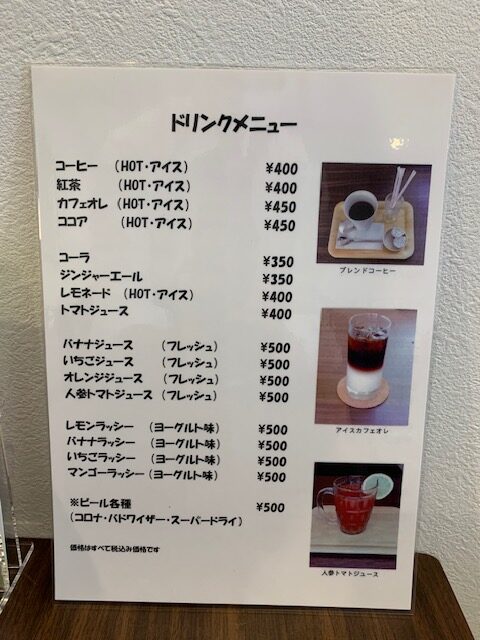 ドリンクメニュー
コーヒー （HOT・アイス） ¥400
紅茶 （HOT・アイス） ¥400
カフェオレ （HOT・アイス） ¥450
ココア （HOT・アイス） ¥450
ブレンドコーヒー
コーラ ¥350
ジンジャーエール ¥350
レモネード （HOT・アイス） ¥400
トマトジュース ¥400
バナナジュース （フレッシュ） ¥500
いちごジュース （フレッシュ） ¥500
オレンジジュース （フレッシュ） ¥500
人参トマトジュース （フレッシュ） ¥500
アイスカフェオレ
レモンラッシー （ヨーグルト味） ¥500
バナナラッシー （ヨーグルト味） ¥500
いちごラッシー （ヨーグルト味） ¥500
マンゴーラッシー（ヨーグルト味） ¥500
※ビール各種 ¥500
（コロナ・バドワイザー・スーパードライ）
価格はすべて税込み価格です
人参トマトジュース